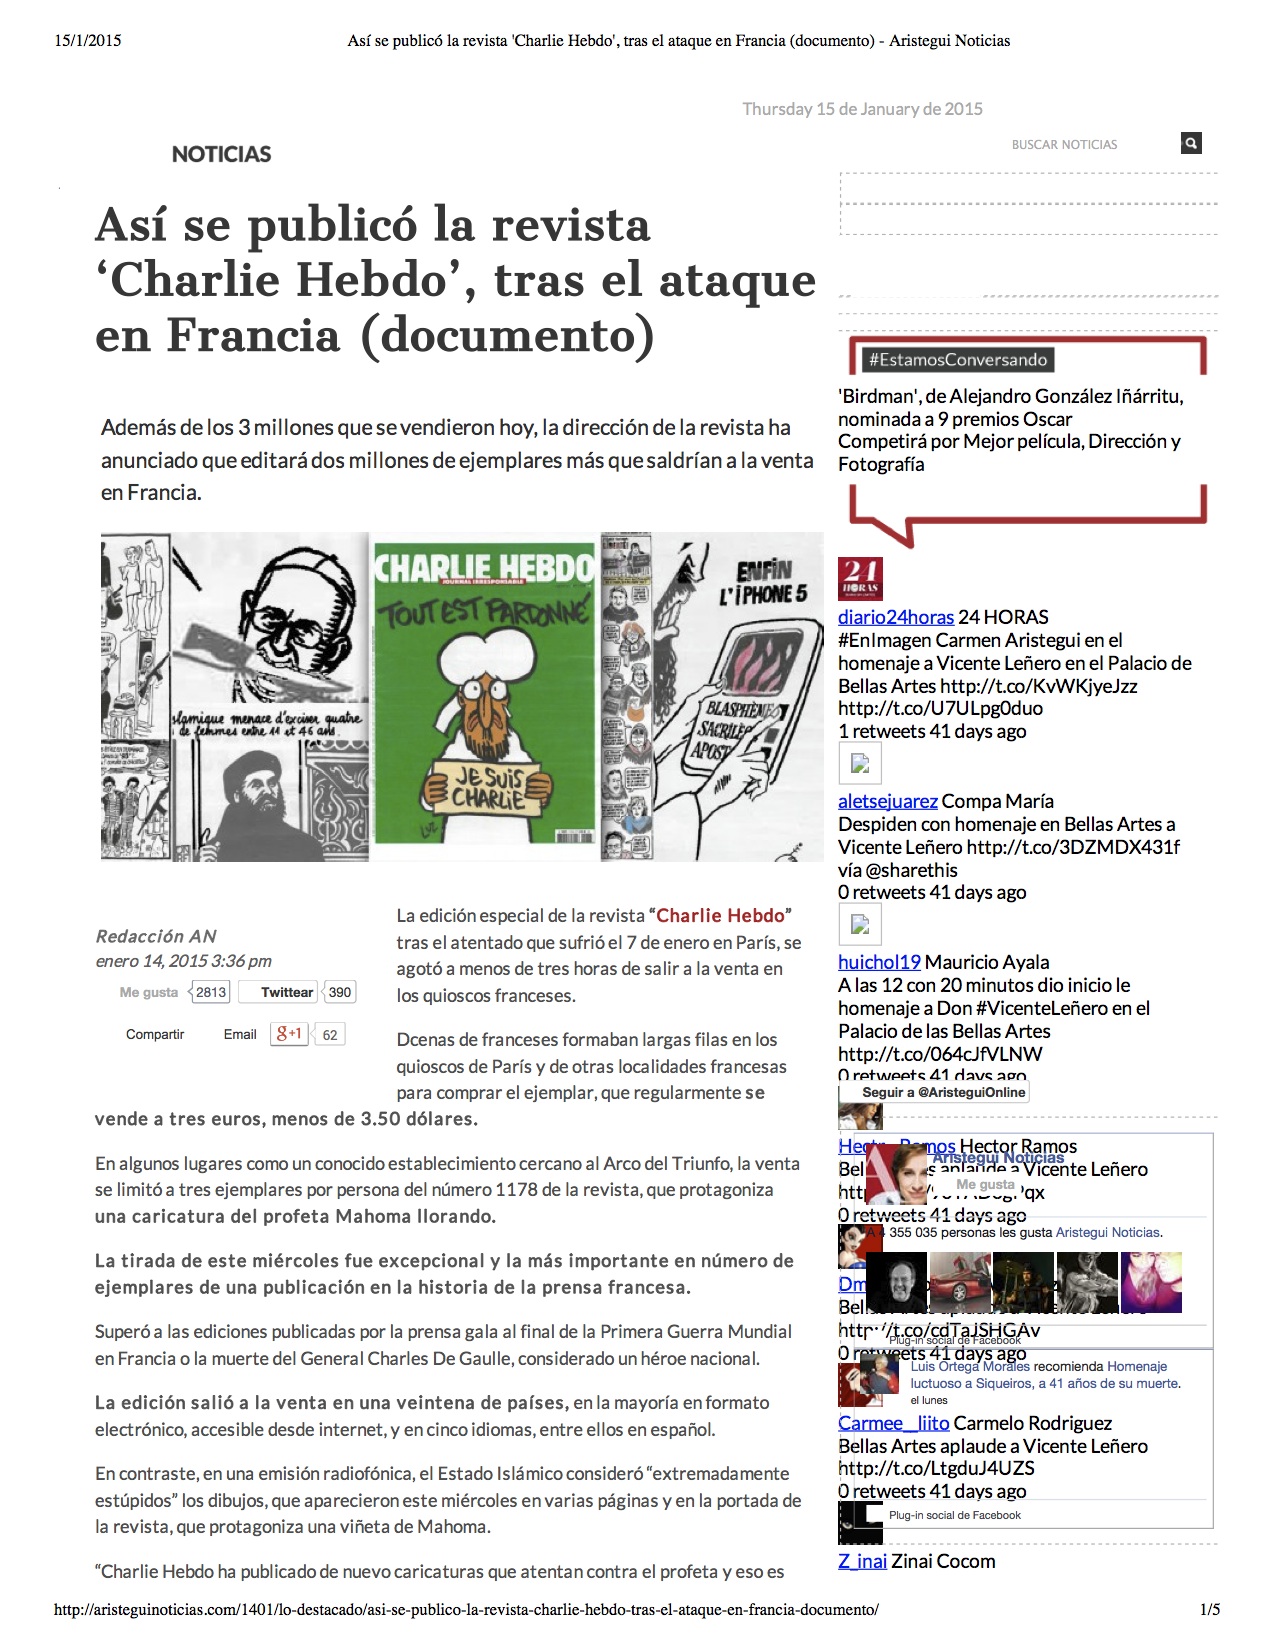 15/1/2015
Así se publicó la revista 'Charlie Hebdo', tras el ataque en Francia (documento) - Aristegui Noticias
Thursday 15 de January de 2015
NOTICIAS
BUSCAR NOTICIAS
Así se publicó la revista
‘Charlie Hebdo’, tras el ataque
en Francia (documento)
Además de los 3 millones que se vendieron hoy, la dirección de la revista ha
anunciado que editará dos millones de ejemplares más que saldrían a la venta
en Francia.
slamique menace d'exciser quatre
de femmes entre 11 et 46 ans.
CHARLIE HEBDO
JOURNAL IRRESPONSABLE
TOUT EST PARDONNÉ
JE SUIS
CHARLIE
LUZ
ENFIN
L'IPHONE 5
BLASPHÈME
SACRILÈG
APOST
Redacción AN
enero 14, 2015 3:36 pm
Me gusta 2813 Twittear 390
Compartir Email g+1 62
La edición especial de la revista “Charlie Hebdo”
tras el atentado que sufrió el 7 de enero en París, se
agotó a menos de tres horas de salir a la venta en
los quioscos franceses.
Dcenas de franceses formaban largas filas en los
quioscos de París y de otras localidades francesas
para comprar el ejemplar, que regularmente se
vende a tres euros, menos de 3.50 dólares.
En algunos lugares como un conocido establecimiento cercano al Arco del Triunfo, la venta
se limitó a tres ejemplares por persona del número 1178 de la revista, que protagoniza
una caricatura del profeta Mahoma llorando.
La tirada de este miércoles fue excepcional y la más importante en número de
ejemplares de una publicación en la historia de la prensa francesa.
Superó a las ediciones publicadas por la prensa gala al final de la Primera Guerra Mundial
en Francia o la muerte del General Charles De Gaulle, considerado un héroe nacional.
La edición salió a la venta en una veintena de países, en la mayoría en formato
electrónico, accesible desde internet, y en cinco idiomas, entre ellos en español.
En contraste, en una emisión radiofónica, el Estado Islámico consideró “extremadamente
estúpidos” los dibujos, que aparecieron este miércoles en varias páginas y en la portada de
la revista, que protagoniza una viñeta de Mahoma.
“Charlie Hebdo ha publicado de nuevo caricaturas que atentan contra el profeta y eso es
#EstamosConversando
'Birdman', de Alejandro González Iñárritu,
nominada a 9 premios Oscar
Competirá por Mejor película, Dirección y
Fotografía
24
HORAS
diario24horas 24 HORAS
#EnImagen Carmen Aristegui en el
homenaje a Vicente Leñero en el Palacio de
Bellas Artes http://t.co/KvWKjyeJzz
http://t.co/U7ULpg0duo
1 retweets 41 days ago
aletsejuarez Compa María
Despiden con homenaje en Bellas Artes a
Vicente Leñero http://t.co/3DZMDX431f
vía @sharethis
0 retweets 41 days ago
huichol19 Mauricio Ayala
A las 12 con 20 minutos dio inicio le
homenaje a Don #VicenteLeñero en el
Palacio de las Bellas Artes
http://t.co/064cJfVLNW
0 retweets 41 days ago
Seguir a @AristeguiOnline
Hector Ramos
Aristegui Noticias
aplaude a Vicente Leñero
Me gusta
0 retweets 41 days ago
A 4 355 035 personas les gusta Aristegui Noticias.
http://t.co/cdTaJSHGAv
Plug-in social de Facebook
0 retweets 41 days ago
Luis Ortega Morales recomienda Homenaje
luctuoso a Siqueiros, a 41 años de su muerte.
el lunes
Carmee__liito Carmelo Rodriguez
Bellas Artes aplaude a Vicente Leñero
http://t.co/LtgduJ4UZS
0 retweets 41 days ago
Plug-in social de Facebook
Z_inai Zinai Cocom
http://aristeguinoticias.com/1401/lo-destacado/asi-se-publico-la-revista-charlie-hebdo-tras-el-ataque-en-francia-documento/
1/5